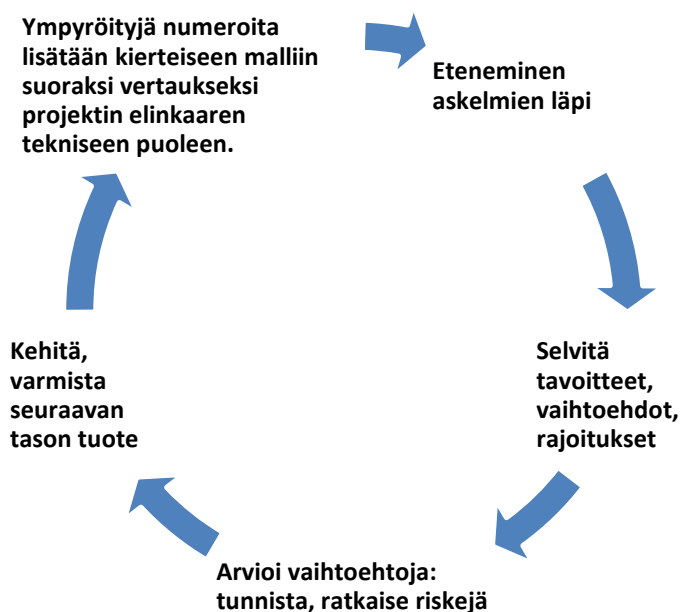 Ympyröityjä numeroita
lisätään kierteiseen malliin
suoraksi vertaukseksi
projektin elinkaaren
tekniseen puoleen.
Eteneminen
askelmien läpi
Selvitä
tavoitteet,
vaihtoehdot,
rajoitukset
Arvioi vaihtoehtoja:
tunnista, ratkaise riskejä
Kehitä,
varmista
seuraavan
tason tuote